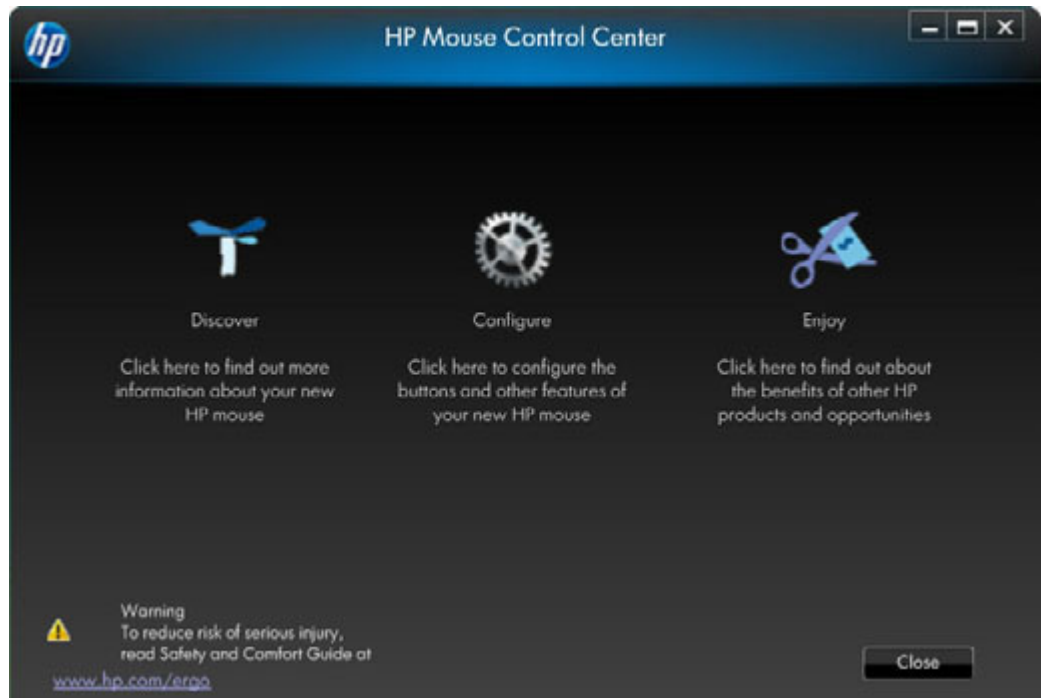 hp
HP Mouse Control Center
Discover
Click here to find out more
information about your new
HP mouse
Configure
Click here to configure the
buttons and other features of
your new HP mouse
$
Enjoy
Click here to find out about
the benefits of other HP
products and opportunities
Warning
To reduce risk of serious injury,
read Safety and Comfort Guide at
www.hp.com/ergo
Close